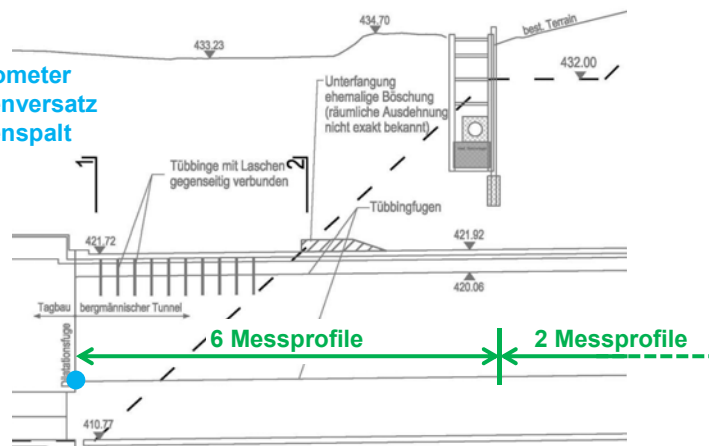 434.70
best. Terrain
433.23
ometer
nversatz
nspalt
432.00
Unterfangung
ehemalige Böschung
(räumliche Ausdehnung
nicht exakt bekannt)
1
2
Tübbinge mit Laschen
gegenseitig verbunden
Tübbingfugen
421.72
421.92
420.06
Tagbau
bergmännischer Tunnel
6 Messprofile
2 Messprofile
Dilatationsfuge
410.77